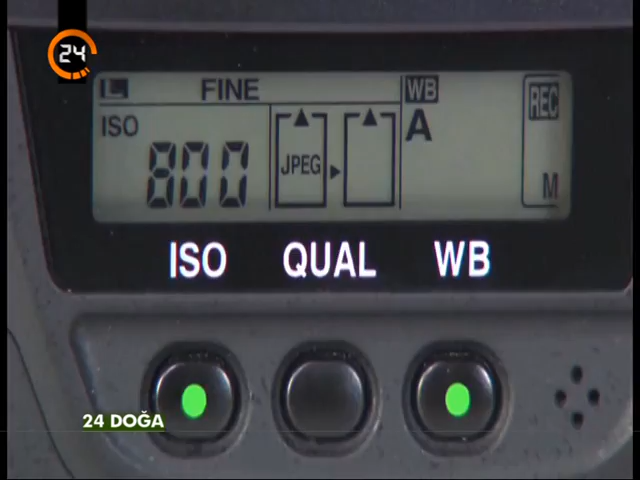 24
L FINE WB
REC
ISO A
800 JPEG
M
ISO QUAL WB
24 DOĞA